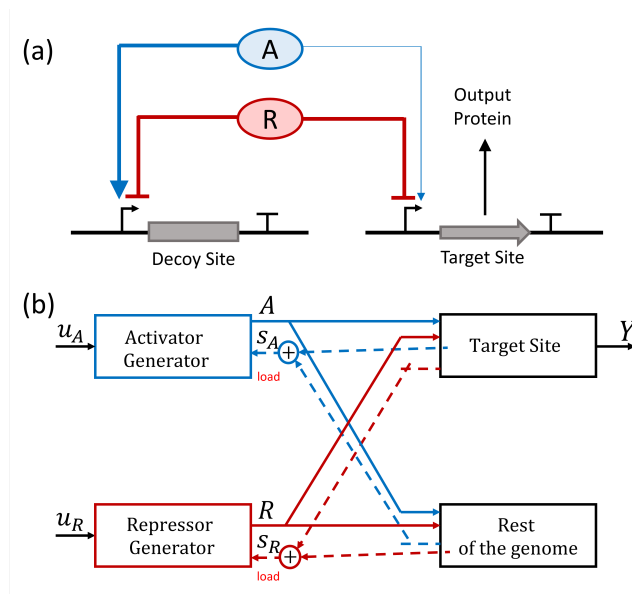 (a)
A
R
Output
Protein
Decoy Site
Target Site
(b)
u_A
Activator
Generator
A
s_A
+
load
Target Site
Y
u_R
Repressor
Generator
R
s_R
+
load
Rest
of the genome